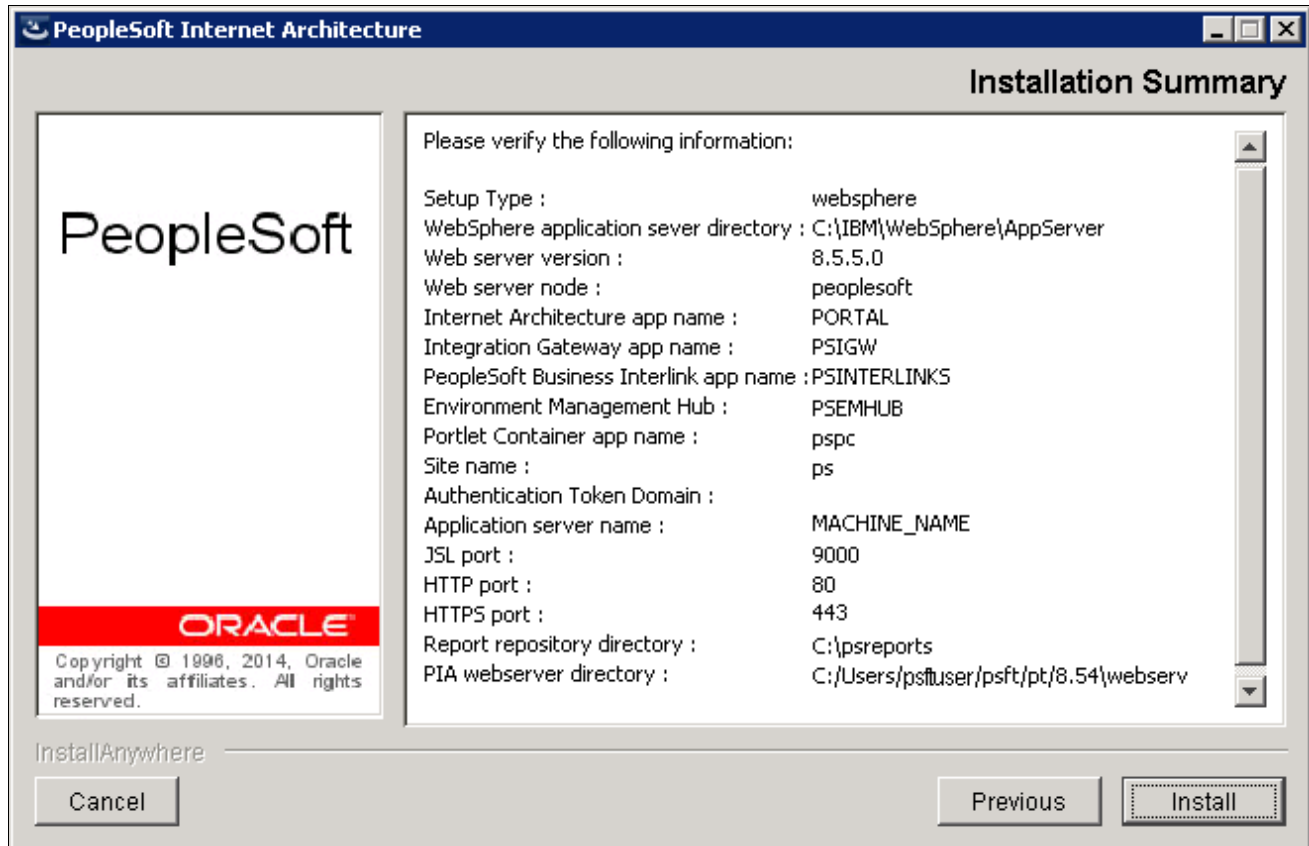 PeopleSoft Internet Architecture
Installation Summary
PeopleSoft
ORACLE
Copyright © 1996, 2014, Oracle
and/or its affiliates. All rights
reserved.
Please verify the following information:
Setup Type : websphere
WebSphere application sever directory : C:\IBM\WebSphere\AppServer
Web server version : 8.5.5.0
Web server node : peoplesoft
Internet Architecture app name : PORTAL
Integration Gateway app name : PSIGW
PeopleSoft Business Interlink app name : PSINTERLINKS
Environment Management Hub : PSEMHUB
Portlet Container app name : pspc
Site name : ps
Authentication Token Domain :
Application server name : MACHINE_NAME
JSL port : 9000
HTTP port : 80
HTTPS port : 443
Report repository directory : C:\psreports
PIA webserver directory : C:/Users/psftuser/psft/pt/8.54\webserv
InstallAnywhere
Cancel
Previous
Install